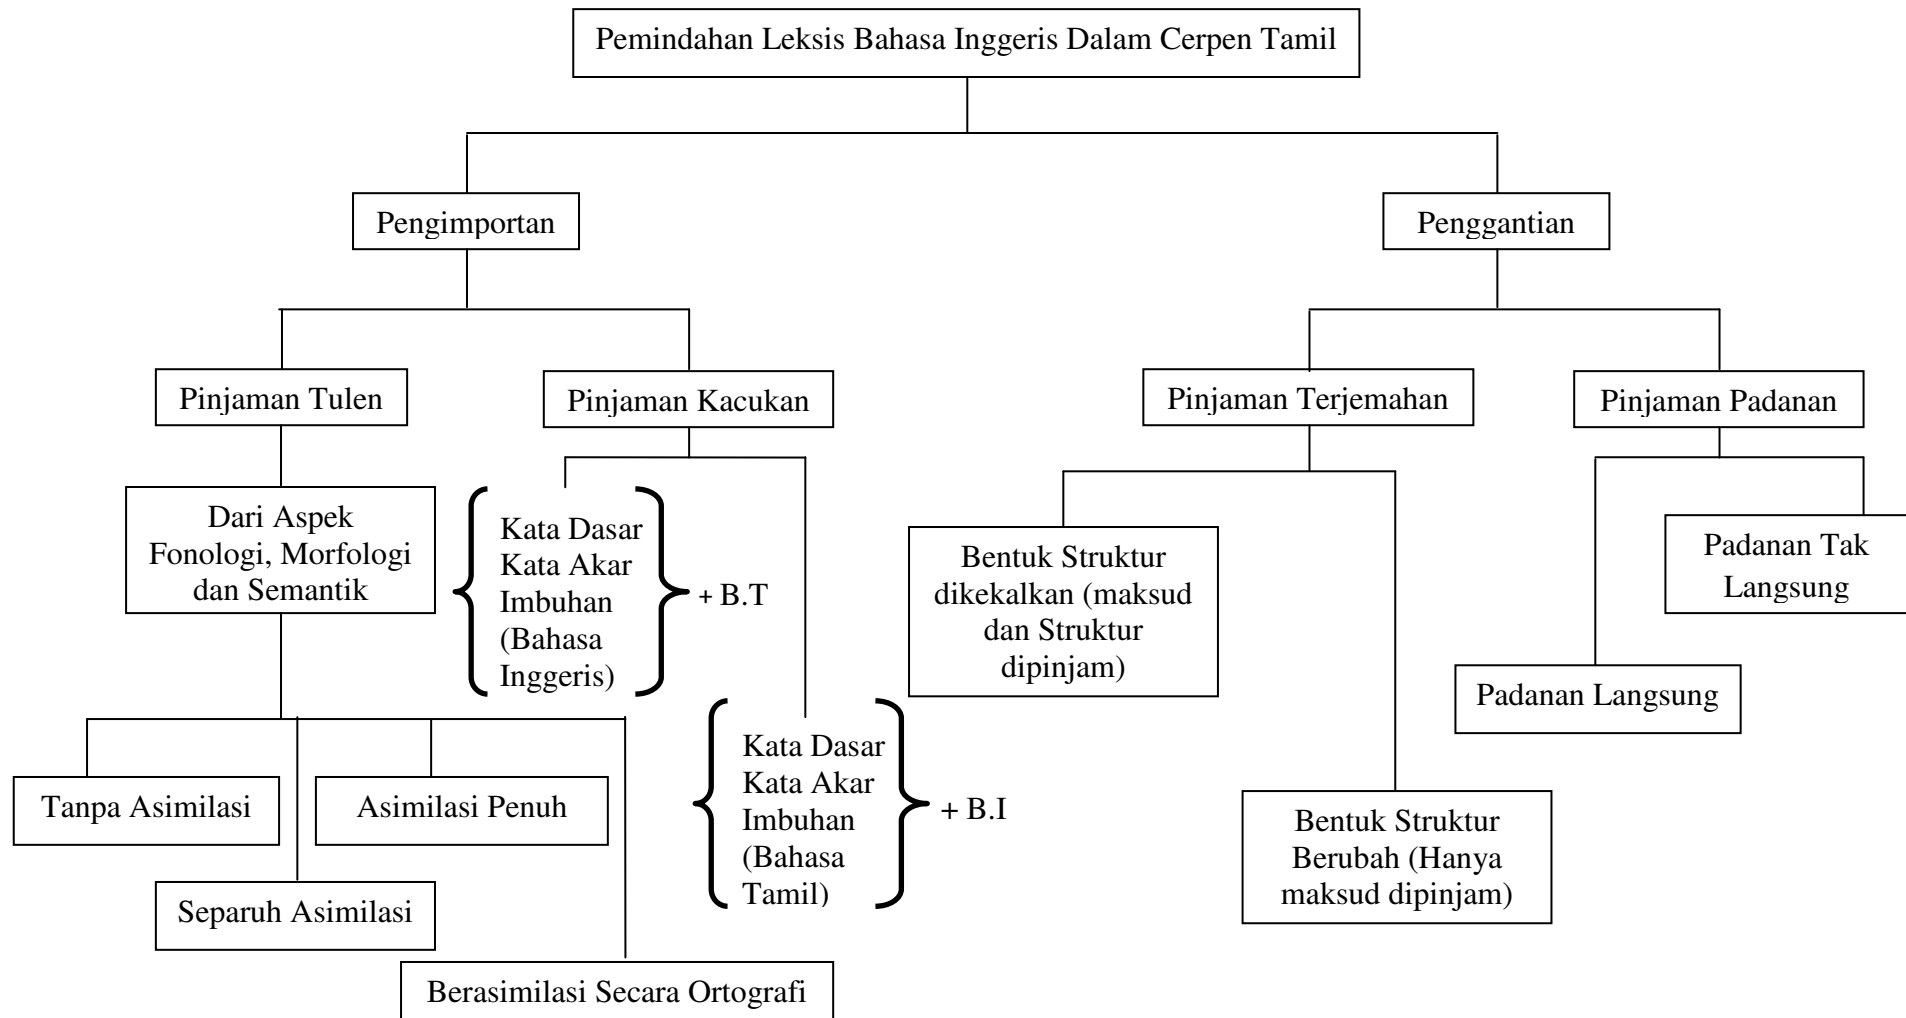 Pemindahan Leksis Bahasa Inggeris Dalam Cerpen Tamil
Pengimportan
Penggantian
Pinjaman Tulen
Pinjaman Kacukan
Pinjaman Terjemahan
Pinjaman Padanan
Dari Aspek
Fonologi, Morfologi
dan Semantik
Kata Dasar
Kata Akar
Imbuhan
(Bahasa
Inggeris)
+ B.T
Bentuk Struktur
dikekalkan (maksud
dan Struktur
dipinjam)
Padanan Tak
Langsung
Padanan Langsung
Kata Dasar
Kata Akar
Imbuhan
(Bahasa
Tamil)
+ B.I
Tanpa Asimilasi
Asimilasi Penuh
Bentuk Struktur
Berubah (Hanya
maksud dipinjam)
Separuh Asimilasi
Berasimilasi Secara Ortografi